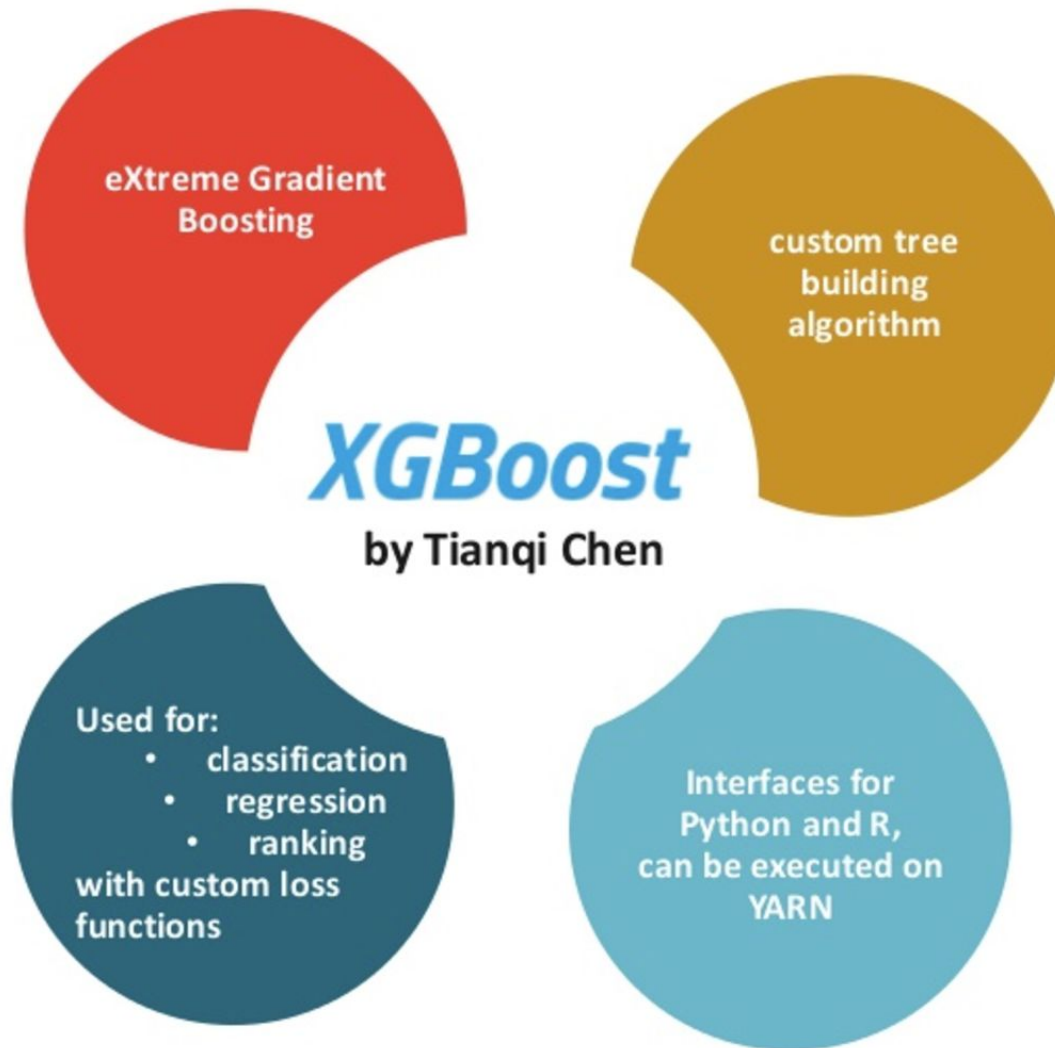 eXtreme Gradient
Boosting
custom tree
building
algorithm
XGBoost
by Tianqi Chen
Used for:
• classification
• regression
• ranking
with custom loss
functions
Interfaces for
Python and R,
can be executed on
YARN